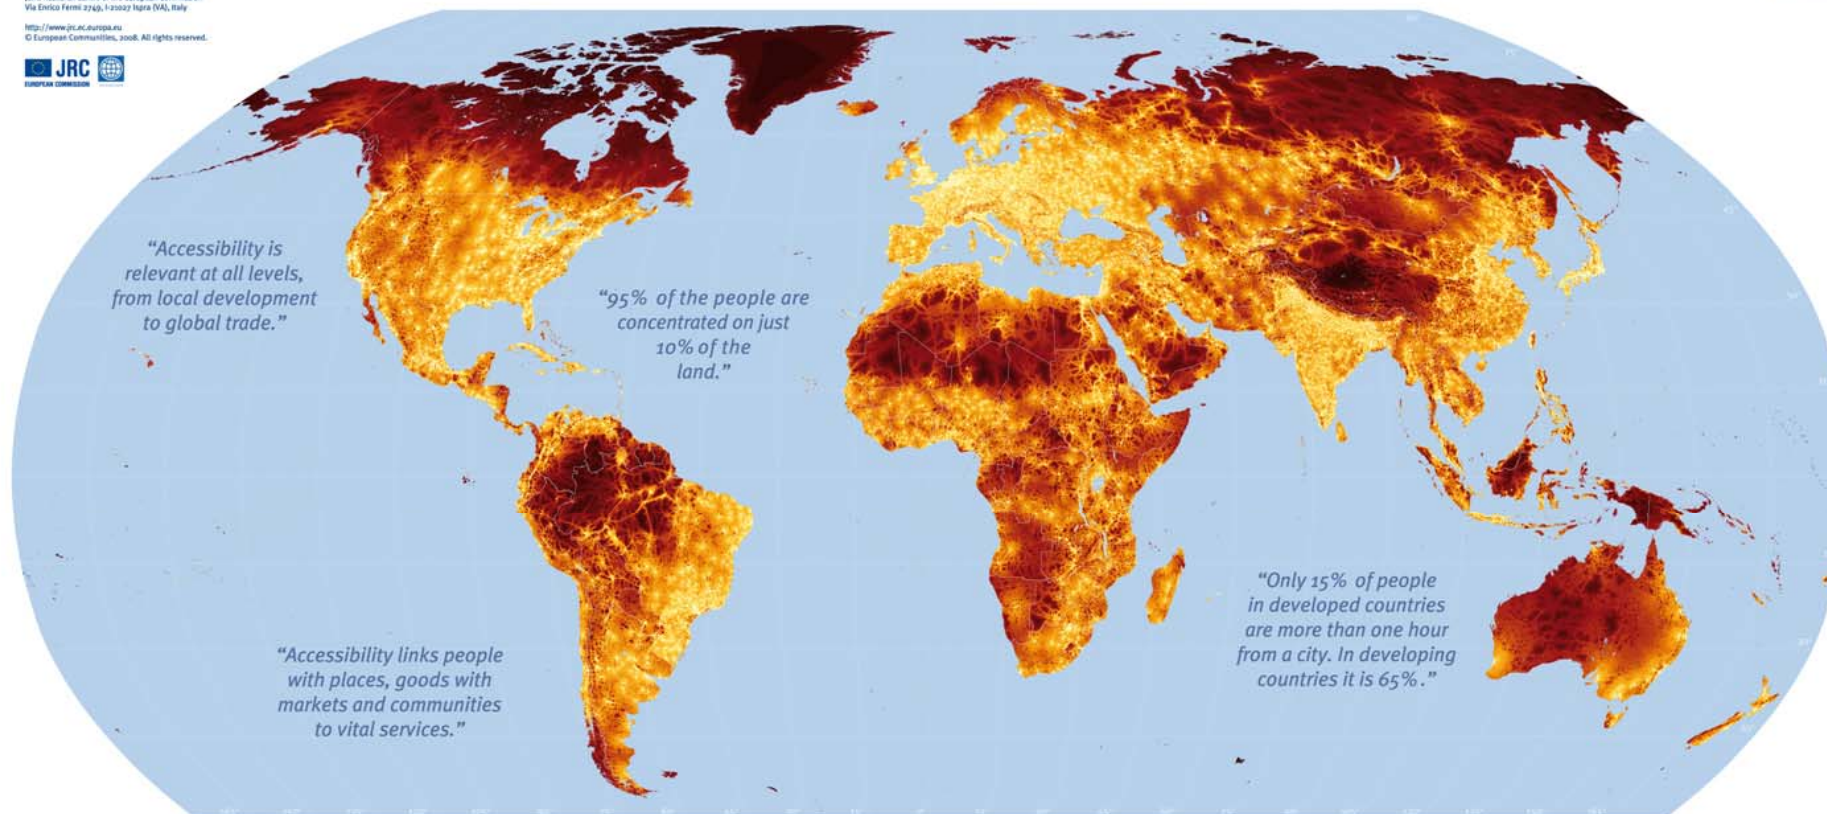 Via Enrico Fermi 2749, I-21027 Ispra (VA), Italy
http://www.jrc.ec.europa.eu
© European Communities, 2008. All rights reserved.
JRC
EUROPEAN COMMISSION
“Accessibility is
relevant at all levels,
from local development
to global trade.”
“95% of the people are
concentrated on just
10% of the
land.”
“Accessibility links people
with places, goods with
markets and communities
to vital services.”
“Only 15% of people
in developed countries
are more than one hour
from a city. In developing
countries it is 65%.”